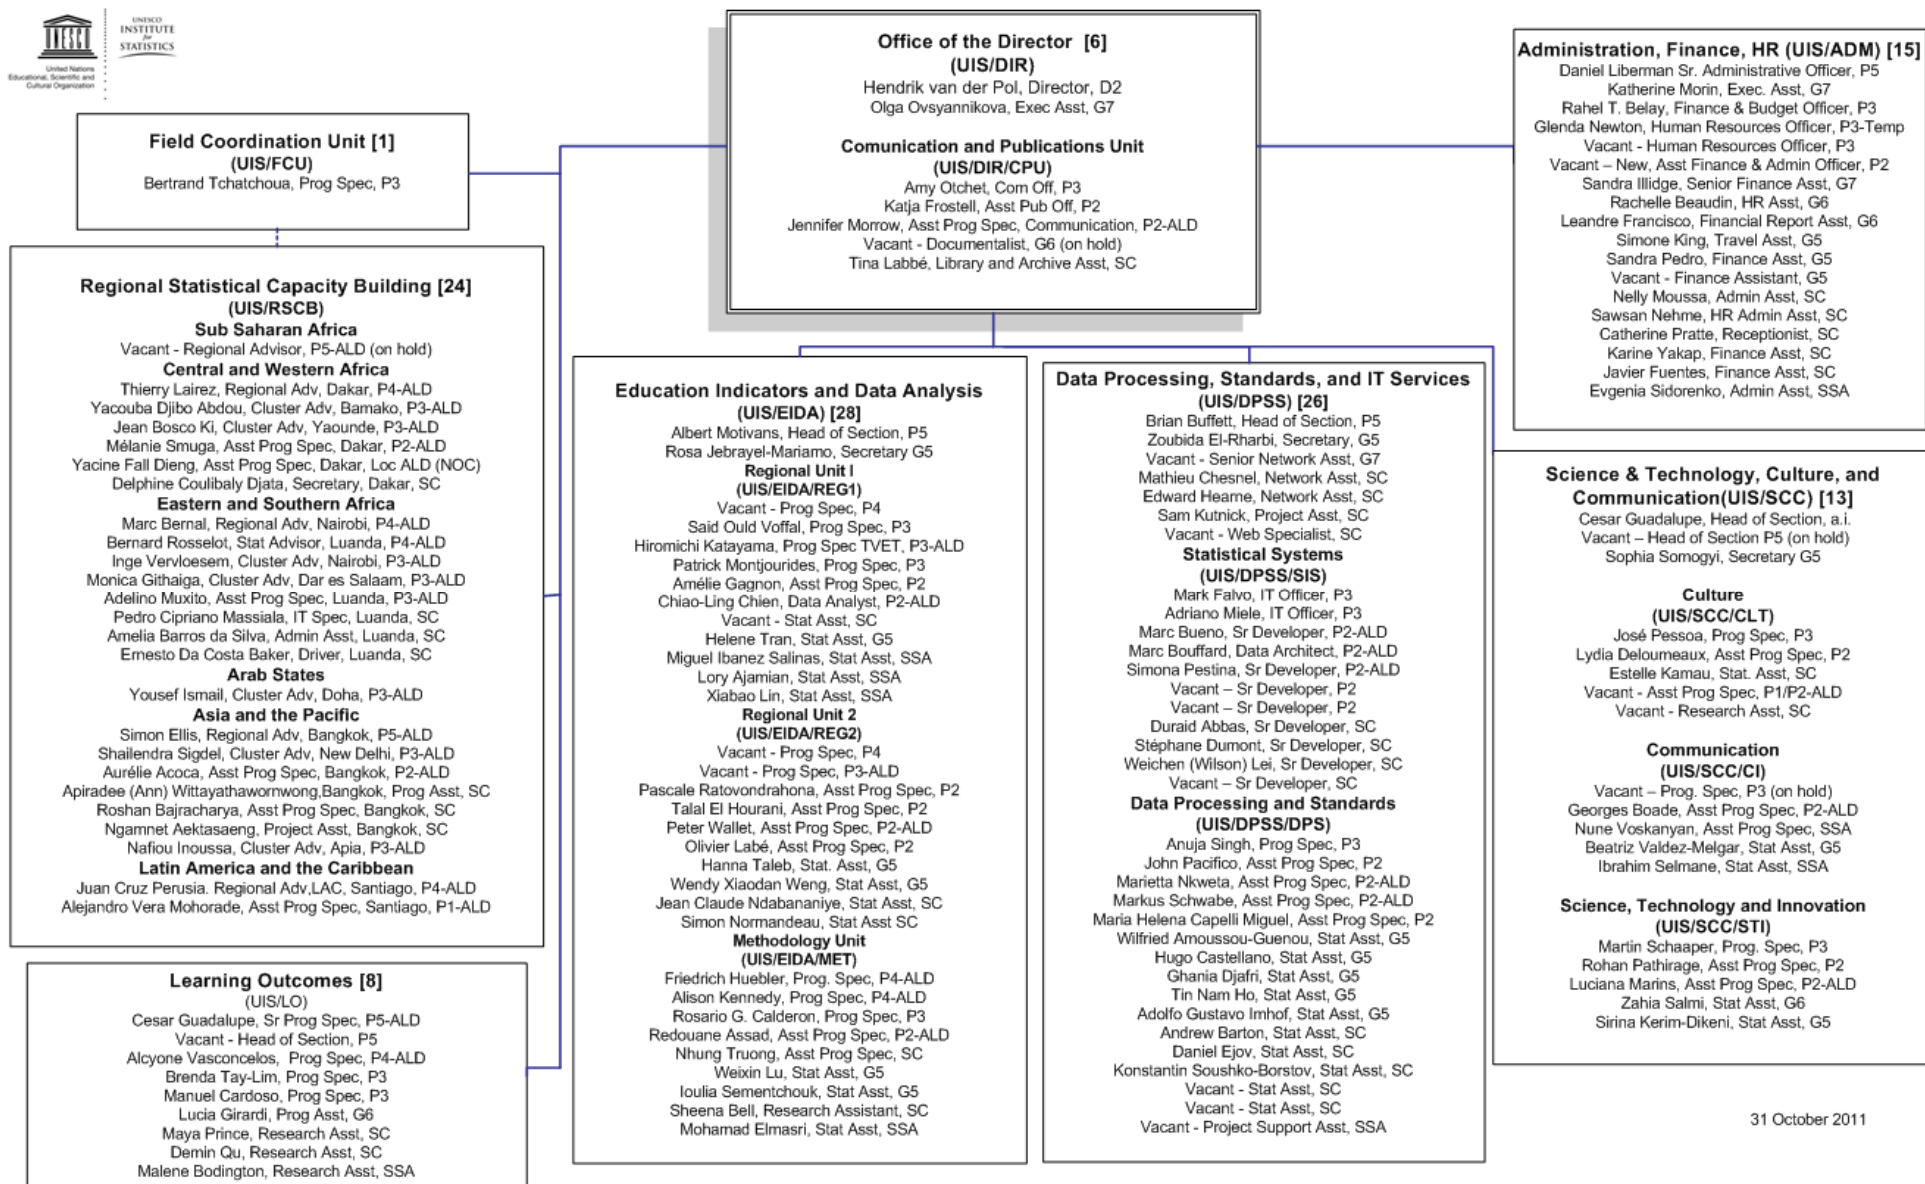 UNESCO
United Nations
Educational, Scientific and
Cultural Organization
UNESCO
INSTITUTE
for
STATISTICS
Office of the Director [6]
(UIS/DIR)
Hendrik van der Pol, Director, D2
Olga Ovsyannikova, Exec Asst, G7
Comunication and Publications Unit
(UIS/DIR/CPU)
Amy Otchet, Com Off, P3
Katja Frostell, Asst Pub Off, P2
Jennifer Morrow, Asst Prog Spec, Communication, P2-ALD
Vacant - Documentalist, G6 (on hold)
Tina Labbé, Library and Archive Asst, SC
Administration, Finance, HR (UIS/ADM) [15]
Daniel Liberman Sr. Administrative Officer, P5
Katherine Morin, Exec. Asst, G7
Rahel T. Belay, Finance & Budget Officer, P3
Glenda Newton, Human Resources Officer, P3-Temp
Vacant - Human Resources Officer, P3
Vacant – New, Asst Finance & Admin Officer, P2
Sandra Illidge, Senior Finance Asst, G7
Rachelle Beaudin, HR Asst, G6
Leandre Francisco, Financial Report Asst, G6
Simone King, Travel Asst, G5
Sandra Pedro, Finance Asst, G5
Vacant - Finance Assistant, G5
Nelly Moussa, Admin Asst, SC
Sawsan Nehme, HR Admin Asst, SC
Catherine Pratte, Receptionist, SC
Karine Yakap, Finance Asst, SC
Javier Fuentes, Finance Asst, SC
Evgenia Sidorenko, Admin Asst, SSA
Field Coordination Unit [1]
(UIS/FCU)
Bertrand Tchatchoua, Prog Spec, P3
Regional Statistical Capacity Building [24]
(UIS/RSCB)
Sub Saharan Africa
Vacant - Regional Advisor, P5-ALD (on hold)
Central and Western Africa
Thierry Lairez, Regional Adv, Dakar, P4-ALD
Yacouba Djibo Abdou, Cluster Adv, Bamako, P3-ALD
Jean Bosco Ki, Cluster Adv, Yaounde, P3-ALD
Mélanie Smuga, Asst Prog Spec, Dakar, P2-ALD
Yacine Fall Dieng, Asst Prog Spec, Dakar, Loc ALD (NOC)
Delphine Coulibaly Djata, Secretary, Dakar, SC
Eastern and Southern Africa
Marc Bernal, Regional Adv, Nairobi, P4-ALD
Bernard Rosselot, Stat Advisor, Luanda, P4-ALD
Inge Vervloesem, Cluster Adv, Nairobi, P3-ALD
Monica Githaiga, Cluster Adv, Dar es Salaam, P3-ALD
Adelino Muxito, Asst Prog Spec, Luanda, P3-ALD
Pedro Cipriano Massiala, IT Spec, Luanda, SC
Amelia Barros da Silva, Admin Asst, Luanda, SC
Ernesto Da Costa Baker, Driver, Luanda, SC
Arab States
Yousef Ismail, Cluster Adv, Doha, P3-ALD
Asia and the Pacific
Simon Ellis, Regional Adv, Bangkok, P5-ALD
Shailendra Sigdel, Cluster Adv, New Delhi, P3-ALD
Aurélie Acoca, Asst Prog Spec, Bangkok, P2-ALD
Apiradee (Ann) Wittayathawornwong,Bangkok, Prog Asst, SC
Roshan Bajracharya, Asst Prog Spec, Bangkok, SC
Ngamnet Aektasaeng, Project Asst, Bangkok, SC
Nafiou Inoussa, Cluster Adv, Apia, P3-ALD
Latin America and the Caribbean
Juan Cruz Perusia. Regional Adv,LAC, Santiago, P4-ALD
Alejandro Vera Mohorade, Asst Prog Spec, Santiago, P1-ALD
Learning Outcomes [8]
(UIS/LO)
Cesar Guadalupe, Sr Prog Spec, P5-ALD
Vacant - Head of Section, P5
Alcyone Vasconcelos, Prog Spec, P4-ALD
Brenda Tay-Lim, Prog Spec, P3
Manuel Cardoso, Prog Spec, P3
Lucia Girardi, Prog Asst, G6
Maya Prince, Research Asst, SC
Demin Qu, Research Asst, SC
Malene Bodington, Research Asst, SSA
Education Indicators and Data Analysis
(UIS/EIDA) [28]
Albert Motivans, Head of Section, P5
Rosa Jebrayel-Mariamo, Secretary G5
Regional Unit I
(UIS/EIDA/REG1)
Vacant - Prog Spec, P4
Said Ould Voffal, Prog Spec, P3
Hiromichi Katayama, Prog Spec TVET, P3-ALD
Patrick Montjourides, Prog Spec, P3
Amélie Gagnon, Asst Prog Spec, P2
Chiao-Ling Chien, Data Analyst, P2-ALD
Vacant - Stat Asst, SC
Helene Tran, Stat Asst, G5
Miguel Ibanez Salinas, Stat Asst, SSA
Lory Ajamian, Stat Asst, SSA
Xiabao Lin, Stat Asst, SSA
Regional Unit 2
(UIS/EIDA/REG2)
Vacant - Prog Spec, P4
Vacant - Prog Spec, P3-ALD
Pascale Ratovondrahona, Asst Prog Spec, P2
Talal El Hourani, Asst Prog Spec, P2
Peter Wallet, Asst Prog Spec, P2-ALD
Olivier Labé, Asst Prog Spec, P2
Hanna Taleb, Stat. Asst, G5
Wendy Xiaodan Weng, Stat Asst, G5
Jean Claude Ndabananiye, Stat Asst, SC
Simon Normandeau, Stat Asst SC
Methodology Unit
(UIS/EIDA/MET)
Friedrich Huebler, Prog. Spec, P4-ALD
Alison Kennedy, Prog Spec, P4-ALD
Rosario G. Calderon, Prog Spec, P3
Redouane Assad, Asst Prog Spec, P2-ALD
Nhung Truong, Asst Prog Spec, SC
Weixin Lu, Stat Asst, G5
Ioulia Sementchouk, Stat Asst, G5
Sheena Bell, Research Assistant, SC
Mohamad Elmasri, Stat Asst, SSA
Data Processing, Standards, and IT Services
(UIS/DPSS) [26]
Brian Buffett, Head of Section, P5
Zoubida El-Rharbi, Secretary, G5
Vacant - Senior Network Asst, G7
Mathieu Chesnel, Network Asst, SC
Edward Hearne, Network Asst, SC
Sam Kutnick, Project Asst, SC
Vacant - Web Specialist, SC
Statistical Systems
(UIS/DPSS/SIS)
Mark Falvo, IT Officer, P3
Adriano Miele, IT Officer, P3
Marc Bueno, Sr Developer, P2-ALD
Marc Bouffard, Data Architect, P2-ALD
Simona Pestina, Sr Developer, P2-ALD
Vacant – Sr Developer, P2
Vacant – Sr Developer, P2
Duraid Abbas, Sr Developer, SC
Stéphane Dumont, Sr Developer, SC
Weichen (Wilson) Lei, Sr Developer, SC
Vacant – Sr Developer, SC
Data Processing and Standards
(UIS/DPSS/DPS)
Anuja Singh, Prog Spec, P3
John Pacifico, Asst Prog Spec, P2
Marietta Nkweta, Asst Prog Spec, P2-ALD
Markus Schwabe, Asst Prog Spec, P2-ALD
Maria Helena Capelli Miguel, Asst Prog Spec, P2
Wilfried Amoussou-Guenou, Stat Asst, G5
Hugo Castellano, Stat Asst, G5
Ghania Djafri, Stat Asst, G5
Tin Nam Ho, Stat Asst, G5
Adolfo Gustavo Imhof, Stat Asst, G5
Andrew Barton, Stat Asst, SC
Daniel Ejov, Stat Asst, SC
Konstantin Soushko-Borstov, Stat Asst, SC
Vacant - Stat Asst, SC
Vacant - Stat Asst, SC
Vacant - Project Support Asst, SSA
Science & Technology, Culture, and
Communication(UIS/SCC) [13]
Cesar Guadalupe, Head of Section, a.i.
Vacant – Head of Section P5 (on hold)
Sophia Somogyi, Secretary G5
Culture
(UIS/SCC/CLT)
José Pessoa, Prog Spec, P3
Lydia Deloumeaux, Asst Prog Spec, P2
Estelle Kamau, Stat. Asst, SC
Vacant - Asst Prog Spec, P1/P2-ALD
Vacant - Research Asst, SC
Communication
(UIS/SCC/CI)
Vacant – Prog. Spec, P3 (on hold)
Georges Boade, Asst Prog Spec, P2-ALD
Nune Voskanyan, Asst Prog Spec, SSA
Beatriz Valdez-Melgar, Stat Asst, G5
Ibrahim Selmane, Stat Asst, SSA
Science, Technology and Innovation
(UIS/SCC/STI)
Martin Schaaper, Prog. Spec, P3
Rohan Pathirage, Asst Prog Spec, P2
Luciana Marins, Asst Prog Spec, P2-ALD
Zahia Salmi, Stat Asst, G6
Sirina Kerim-Dikeni, Stat Asst, G5
31 October 2011